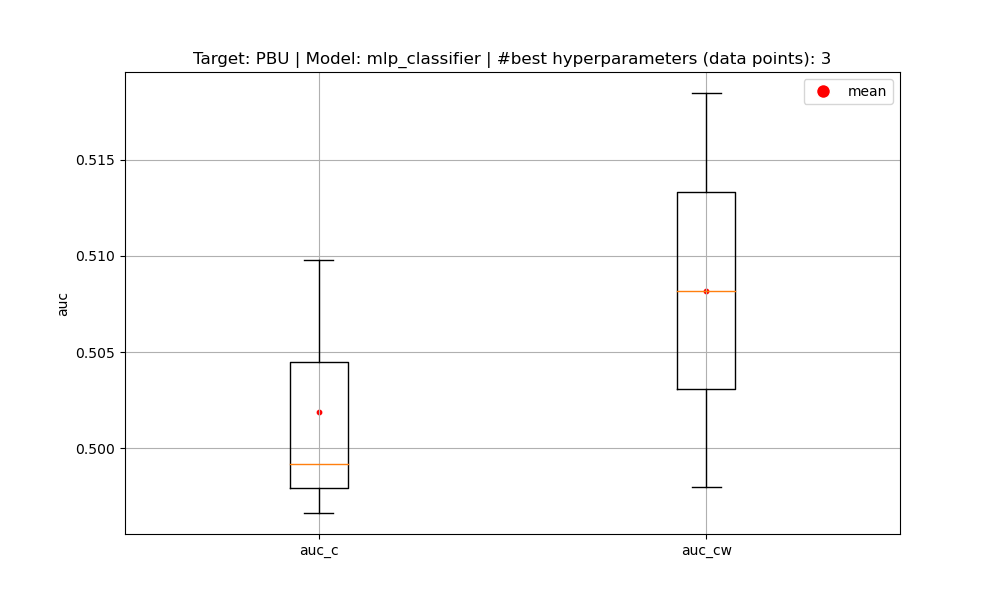 Target: PBU | Model: mlp_classifier | #best hyperparameters (data points): 3
mean
0.515
0.510
0.505
0.500
auc
auc_c
auc_cw